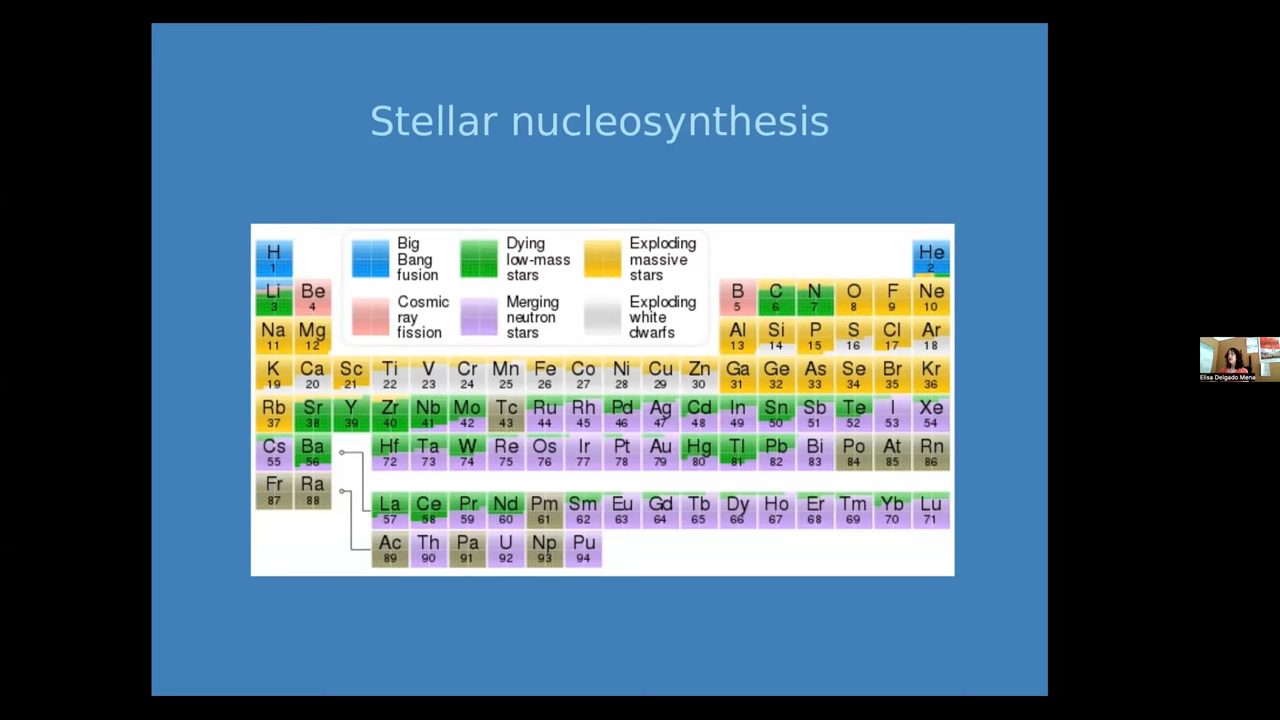 Stellar nucleosynthesis
Big Bang fusion
Dying low-mass stars
Exploding massive stars
Cosmic ray fission
Merging neutron stars
Exploding white dwarfs
H 1
He 2
Li 3
Be 4
B 5
C 6
N 7
O 8
F 9
Ne 10
Na 11
Mg 12
Al 13
Si 14
P 15
S 16
Cl 17
Ar 18
K 19
Ca 20
Sc 21
Ti 22
V 23
Cr 24
Mn 25
Fe 26
Co 27
Ni 28
Cu 29
Zn 30
Ga 31
Ge 32
As 33
Se 34
Br 35
Kr 36
Rb 37
Sr 38
Y 39
Zr 40
Nb 41
Mo 42
Tc 43
Ru 44
Rh 45
Pd 46
Ag 47
Cd 48
In 49
Sn 50
Sb 51
Te 52
I 53
Xe 54
Cs 55
Ba 56
Hf 72
Ta 73
W 74
Re 75
Os 76
Ir 77
Pt 78
Au 79
Hg 80
Tl 81
Pb 82
Bi 83
Po 84
At 85
Rn 86
Fr 87
Ra 88
La 57
Ce 58
Pr 59
Nd 60
Pm 61
Sm 62
Eu 63
Gd 64
Tb 65
Dy 66
Ho 67
Er 68
Tm 69
Yb 70
Lu 71
Ac 89
Th 90
Pa 91
U 92
Np 93
Pu 94
Elisa Delgado Mena